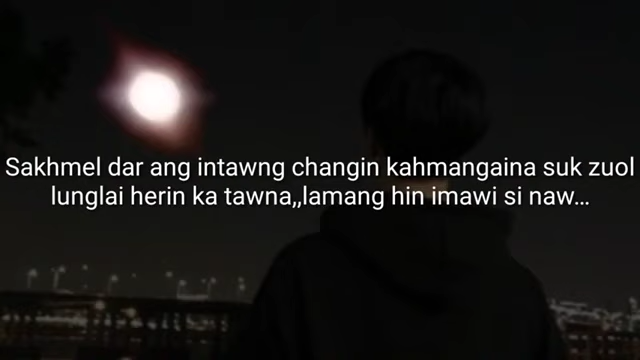 Sakhmel dar ang intawng changin kahmangaina suk zuol
lunglai herin ka tawna,,lamang hin imawi si naw...